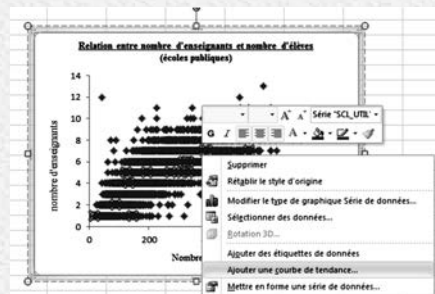 Relation entre nombre d'enseignants et nombre d'élèves
(écoles publiques)
14
12
10
8
6
4
2
0
nombre d'enseignants
0 200
Nombre
A A Série "SCL_UTIL"
G I A
Supprimer
Rétablir le style d'origine
Modifier le type de graphique Série de données...
Sélectionner des données...
Rotation 3D...
Ajouter des étiquettes de données
Ajouter une courbe de tendance...
Mettre en forme une série de données...